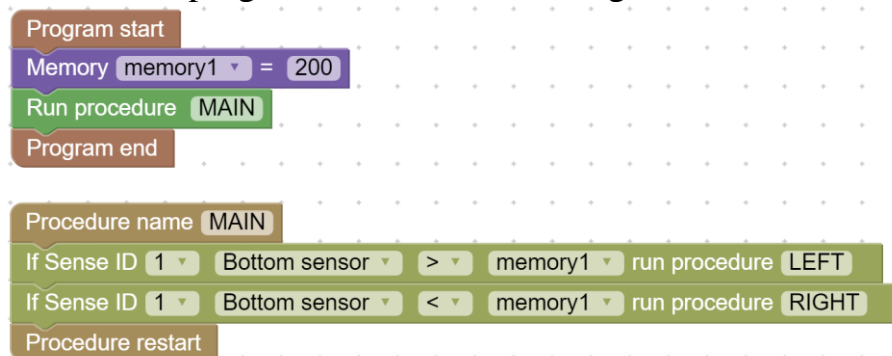 Program start
Memory memory1 = 200
Run procedure MAIN
Program end
Procedure name MAIN
If Sense ID 1 Bottom sensor > memory1 run procedure LEFT
If Sense ID 1 Bottom sensor < memory1 run procedure RIGHT
Procedure restart